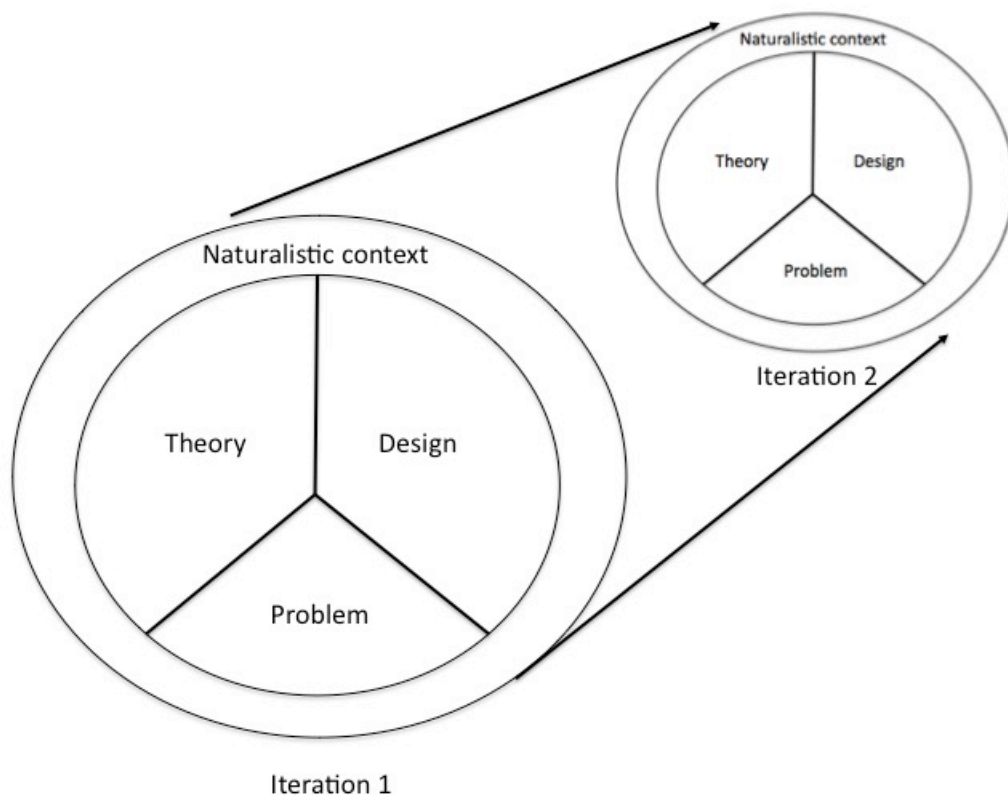 Naturalistic context
Theory
Design
Problem
Iteration 2
Naturalistic context
Theory
Design
Problem
Iteration 1